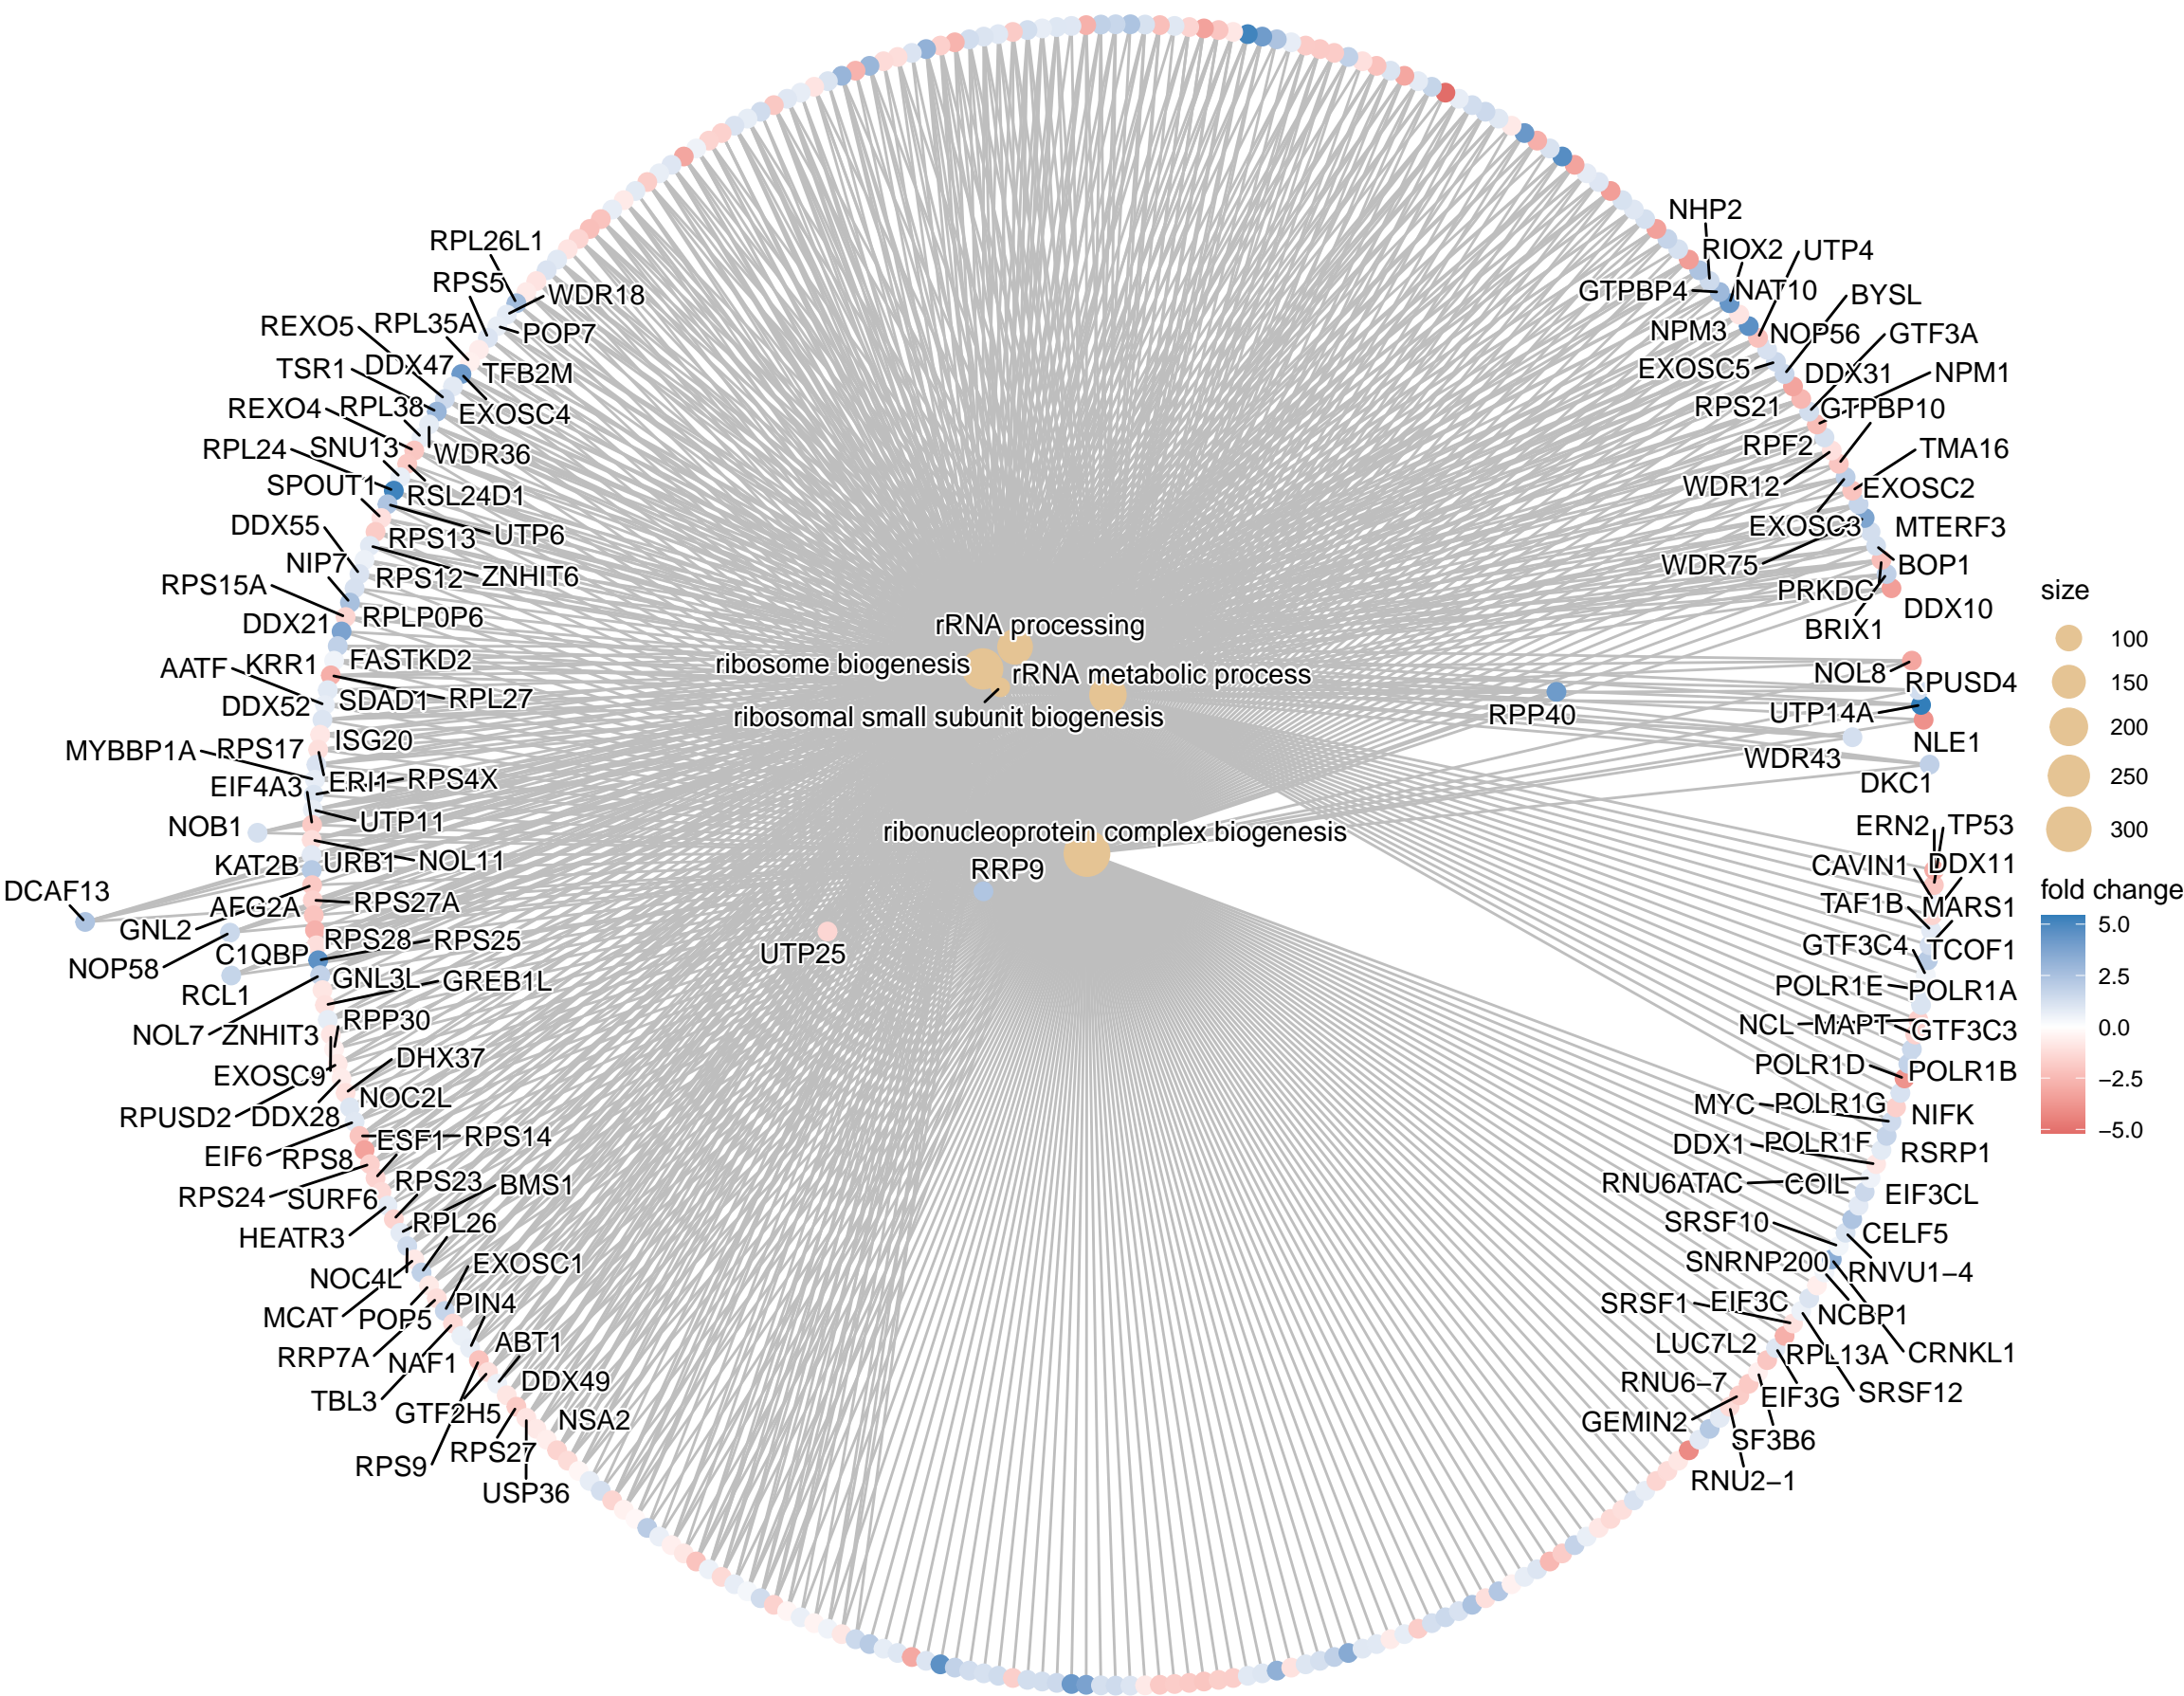 RPL26L1
RPS5
WDR18
REXO5
RPL35A
POP7
TSR1
DDX47
TFB2M
REXO4
RPL38
EXOSC4
RPL24
SNU13
WDR36
SPOUT1
RSL24D1
DDX55
RPS13
UTP6
NIP7
RPS12
ZNHIT6
RPS15A
RPLP0P6
DDX21
AATF
KRR1
FASTKD2
DDX52
SDAD1
RPL27
MYBBP1A
RPS17
ISG20
EIF4A3
ERI1
RPS4X
NOB1
UTP11
KAT2B
URB1
NOL11
DCAF13
GNL2
AFG2A
RPS27A
NOP58
C1QBP
RPS28
RPS25
RCL1
GNL3L
GREB1L
NOL7
ZNHIT3
RPP30
EXOSC9
DHX37
RPUSD2
DDX28
NOC2L
EIF6
RPS8
ESF1
RPS14
RPS24
SURF6
RPS23
BMS1
HEATR3
RPL26
NOC4L
EXOSC1
MCAT
POP5
PIN4
RRP7A
NAF1
ABT1
TBL3
GTF2H5
DDX49
RPS9
RPS27
NSA2
USP36
rRNA processing
ribosome biogenesis
rRNA metabolic process
ribosomal small subunit biogenesis
ribonucleoprotein complex biogenesis
RRP9
UTP25
RPP40
NHP2
RIOX2
UTP4
GTPBP4
NAT10
BYSL
NPM3
NOP56
GTF3A
EXOSC5
DDX31
NPM1
RPS21
GTPBP10
RPF2
TMA16
WDR12
EXOSC2
EXOSC3
MTERF3
WDR75
BOP1
PRKDC
DDX10
BRIX1
NOL8
RPUSD4
UTP14A
NLE1
WDR43
DKC1
ERN2
TP53
CAVIN1
DDX11
TAF1B
MARS1
GTF3C4
TCOF1
POLR1E
POLR1A
NCL
MAPT
GTF3C3
POLR1D
POLR1B
MYC
POLR1G
NIFK
DDX1
POLR1F
RSRP1
RNU6ATAC
COIL
EIF3CL
SRSF10
CELF5
SNRNP200
RNVU1−4
SRSF1
EIF3C
NCBP1
LUC7L2
RPL13A
CRNKL1
RNU6−7
EIF3G
SRSF12
GEMIN2
SF3B6
RNU2−1
size
100
150
200
250
300
fold change
5.0
2.5
0.0
−2.5
−5.0